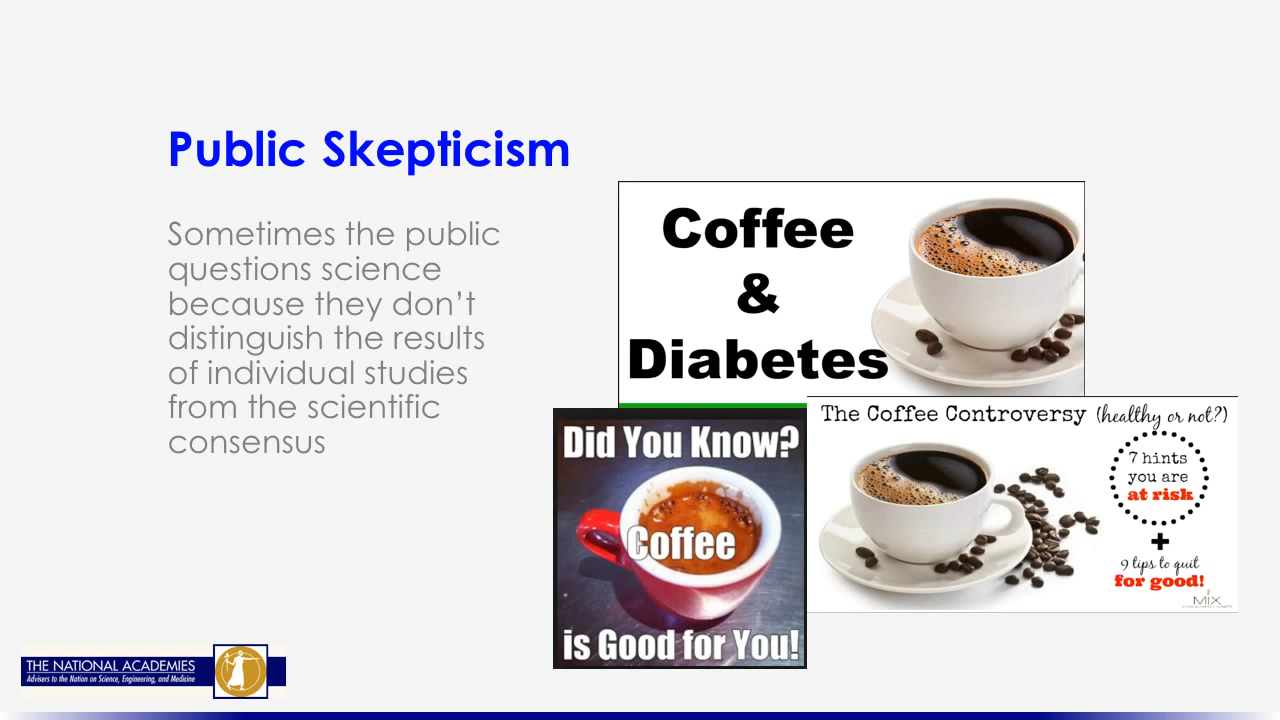 Public Skepticism
Sometimes the public
questions science
because they don’t
distinguish the results
of individual studies
from the scientific
consensus
Coffee
&
Diabetes
Did You Know?
Coffee
is Good for You!
The Coffee Controversy (healthy or not?)
7 hints
you are
at risk
+
9 tips to quit
for good!
MIX
THE NATIONAL ACADEMIES
Advisers to the Nation on Science, Engineering, and Medicine